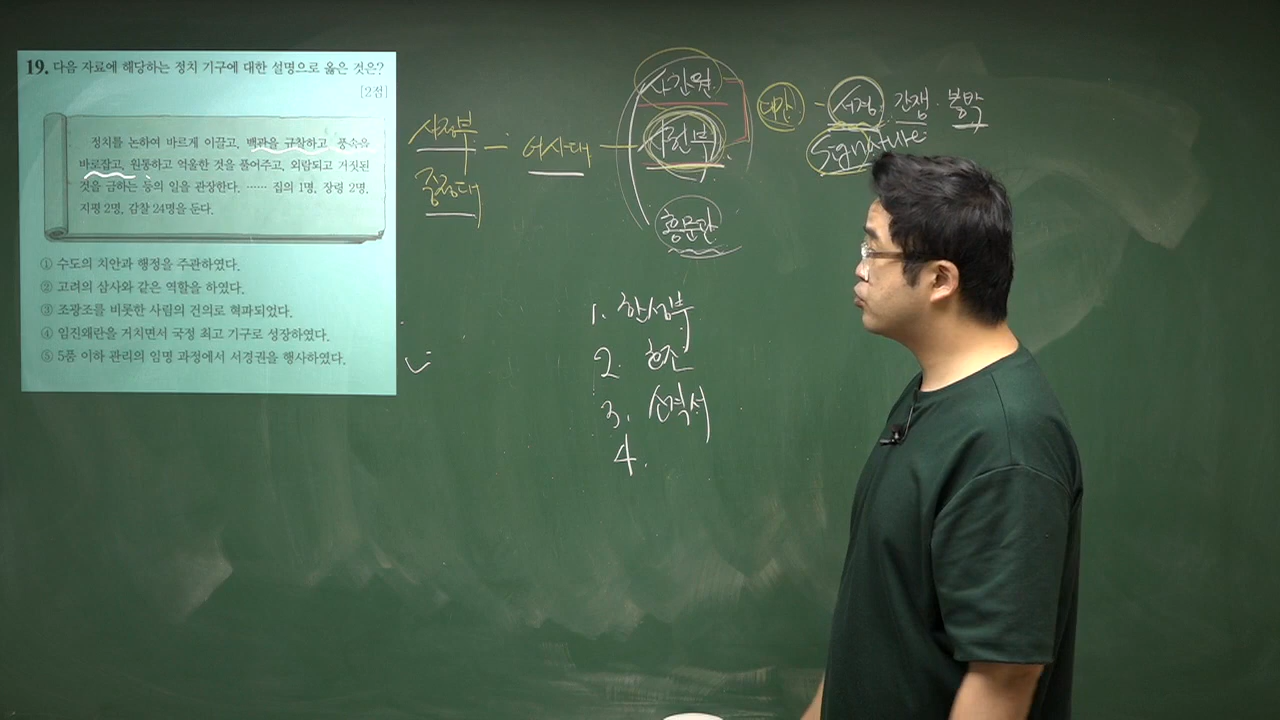 19. 다음 자료에 해당하는 정치 기구에 대한 설명으로 옳은 것은?
[2점]
정치를 논하여 바르게 이끌고, 백관을 규찰하고, 풍속을
바로잡고, 원통하고 억울한 것을 풀어주고, 외람되고 거짓된
것을 금하는 등의 일을 관장한다. …… 집의 1명, 장령 2명,
지평 2명, 감찰 24명을 둔다.
① 수도의 치안과 행정을 주관하였다.
② 고려의 삼사와 같은 역할을 하였다.
③ 조광조를 비롯한 사림의 건의로 혁파되었다.
④ 임진왜란을 거치면서 국정 최고 기구로 성장하였다.
⑤ 5품 이하 관리의 임명 과정에서 서경권을 행사하였다.
사정부 - 어사대 - 사헌부
중정대
사간원
홍문관
대간 - 서경, 간쟁, 봉박
Signature
1. 한성부
2. 호조
3. 소격서
4.